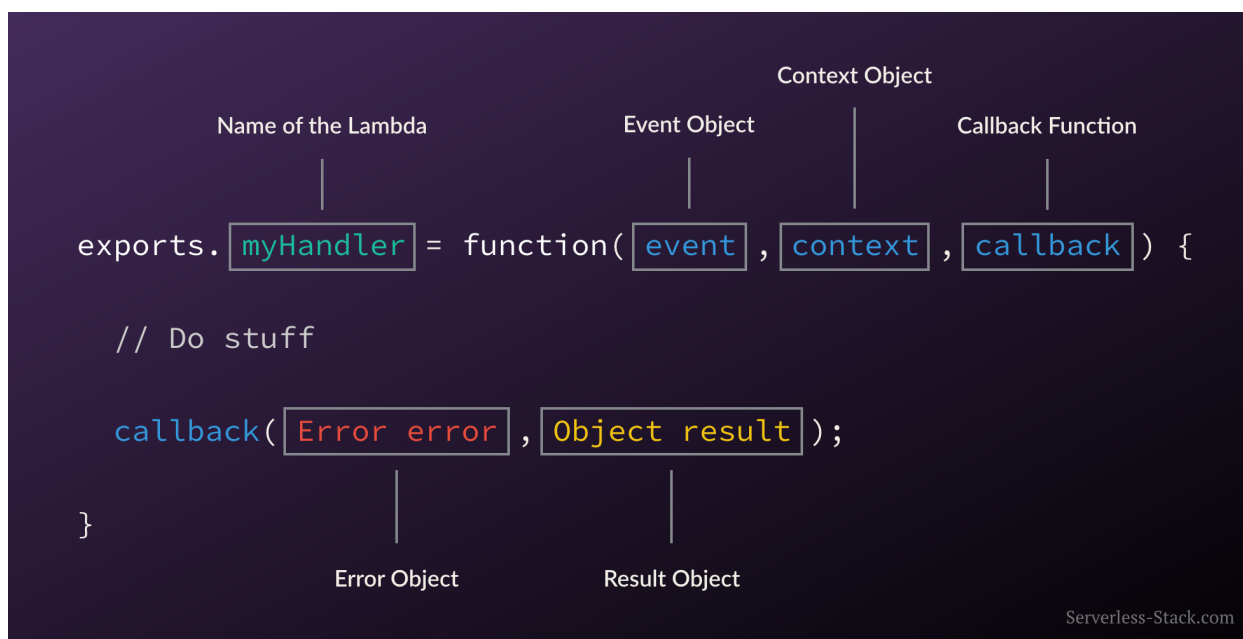 Context Object
Name of the Lambda Event Object Callback Function
exports. myHandler = function( event , context , callback ) {
// Do stuff
callback( Error error , Object result );
}
Error Object Result Object
Serverless-Stack.com